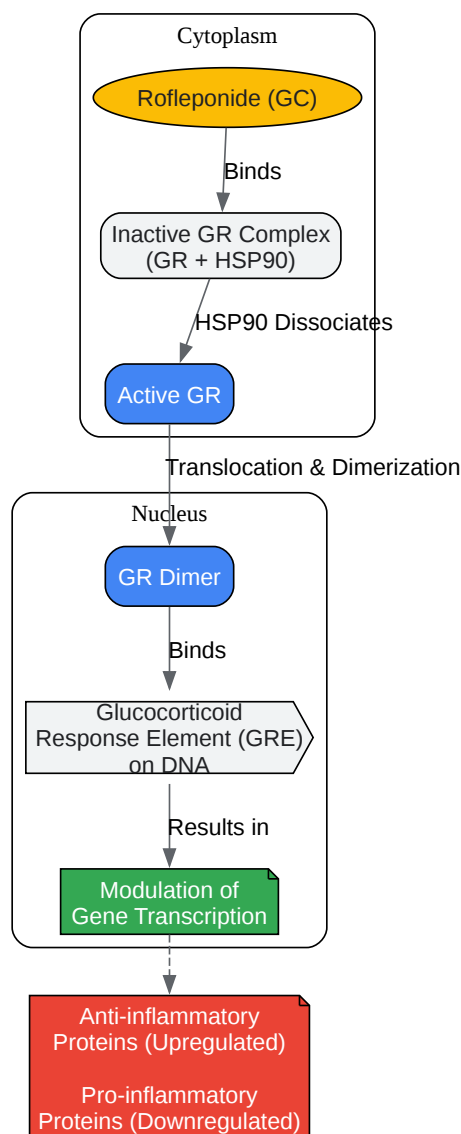 Cytoplasm
Rofleponide (GC)
Binds
Inactive GR Complex
(GR + HSP90)
HSP90 Dissociates
Active GR
Translocation & Dimerization
Nucleus
GR Dimer
Binds
Glucocorticoid
Response Element (GRE)
on DNA
Results in
Modulation of
Gene Transcription
Anti-inflammatory
Proteins (Upregulated)
Pro-inflammatory
Proteins (Downregulated)